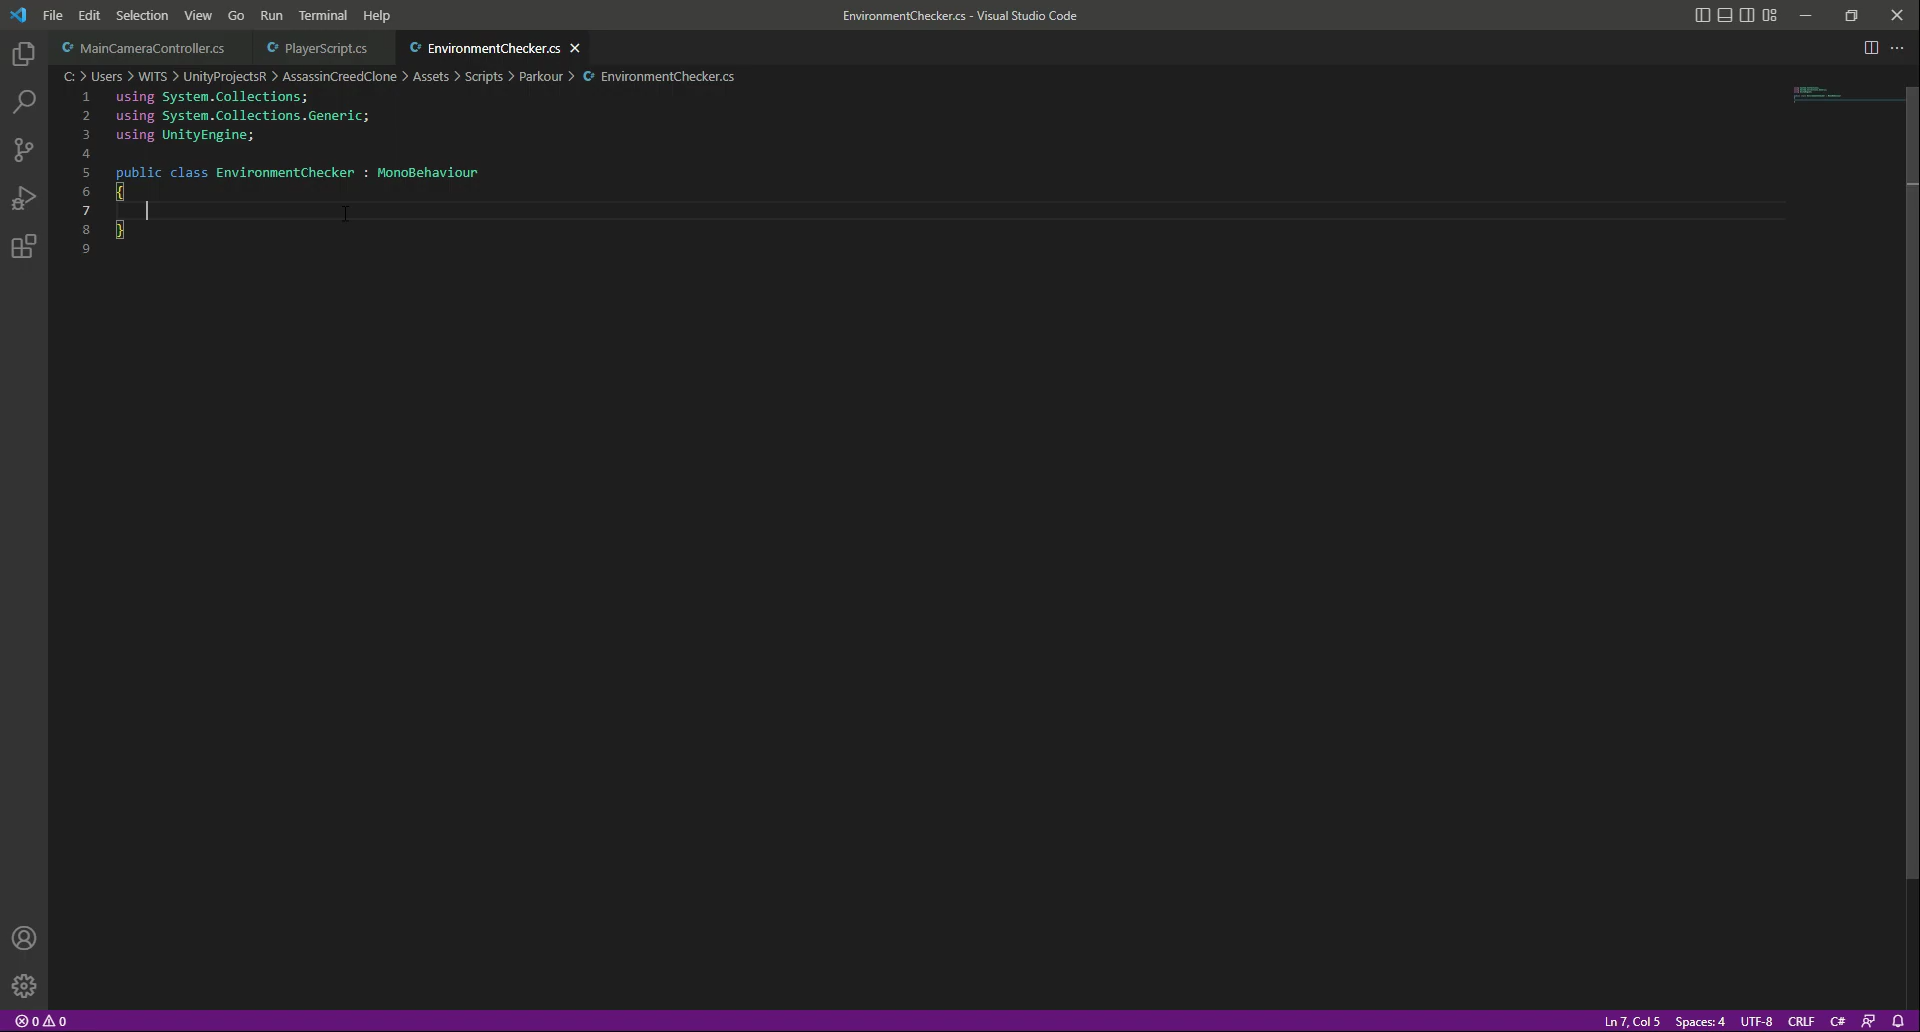 File Edit Selection View Go Run Terminal Help
EnvironmentChecker.cs - Visual Studio Code
MainCameraController.cs PlayerScript.cs EnvironmentChecker.cs
C: > Users > WITS > UnityProjectsR > AssassinCreedClone > Assets > Scripts > Parkour > EnvironmentChecker.cs
1 using System.Collections;
2 using System.Collections.Generic;
3 using UnityEngine;
4
5 public class EnvironmentChecker : MonoBehaviour
6 {
7
8 }
9
0 0 Ln 7, Col 5 Spaces: 4 UTF-8 CRLF C#